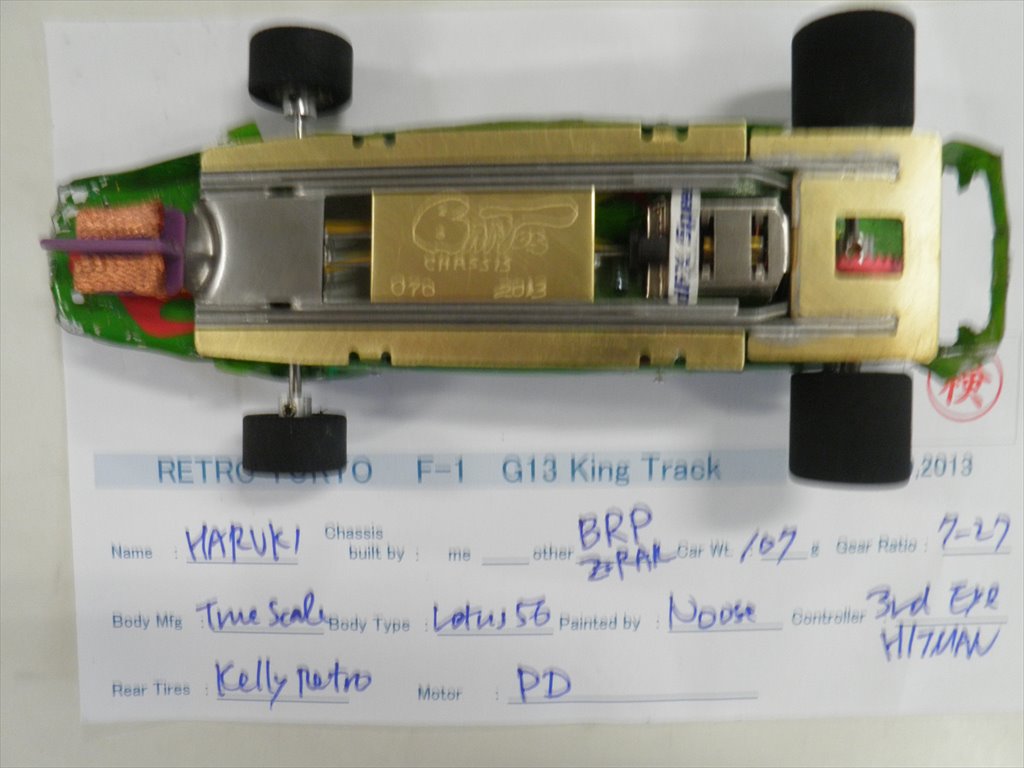 CHASSIS
2013
検
RETRO TOKYO F-1 G13 King Track ,2013
Name : HARUKI Chassis built by : me other BRP Car Wt. 107 g Gear Ratio : 7-27
Body Mfg : True Scale Body Type : Lotus 56 Painted by : Noose Controller 3rd Eye HITMAN
Rear Tires : Kelly retro Motor : PD